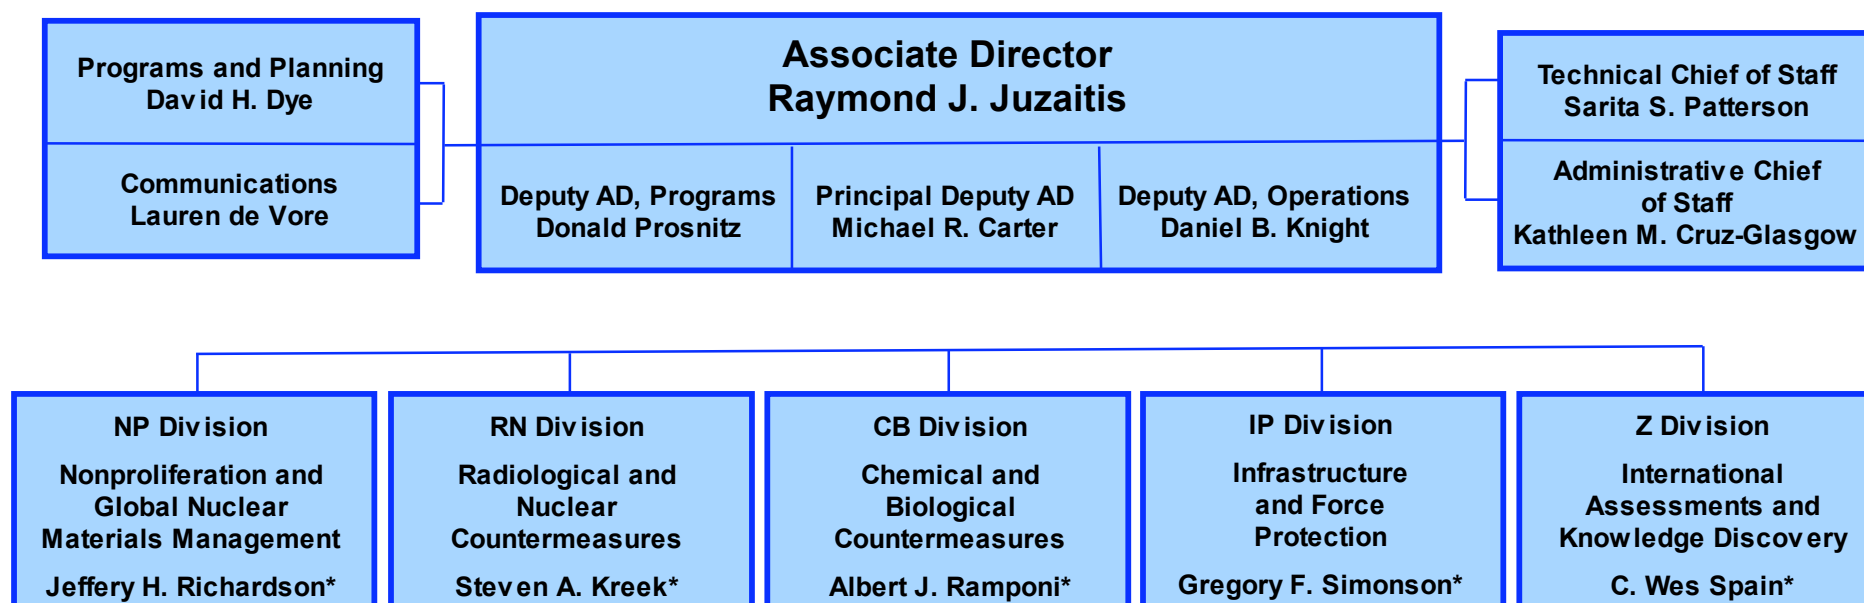 Programs and Planning
David H. Dye
Communications
Lauren de Vore
Associate Director
Raymond J. Juzaitis
Deputy AD, Programs
Donald Prosnitz
Principal Deputy AD
Michael R. Carter
Deputy AD, Operations
Daniel B. Knight
Technical Chief of Staff
Sarita S. Patterson
Administrative Chief
of Staff
Kathleen M. Cruz-Glasgow
NP Division
Nonproliferation and
Global Nuclear
Materials Management
Jeffery H. Richardson*
RN Division
Radiological and
Nuclear
Countermeasures
Steven A. Kreek*
CB Division
Chemical and
Biological
Countermeasures
Albert J. Ramponi*
IP Division
Infrastructure
and Force
Protection
Gregory F. Simonson*
Z Division
International
Assessments and
Knowledge Discovery
C. Wes Spain*